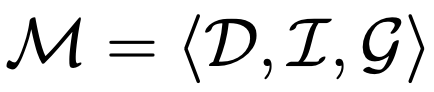 ℳ = ⟨𝒟, ℐ, 𝒢⟩